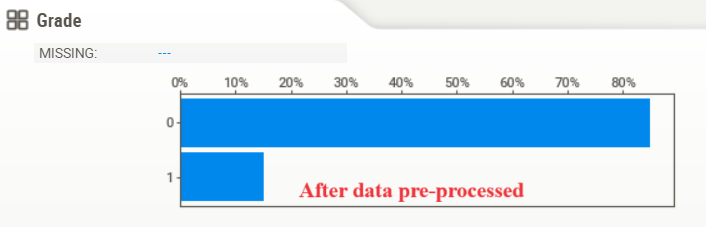 Grade
MISSING: ---
0% 10% 20% 30% 40% 50% 60% 70% 80%
0
1
After data pre-processed